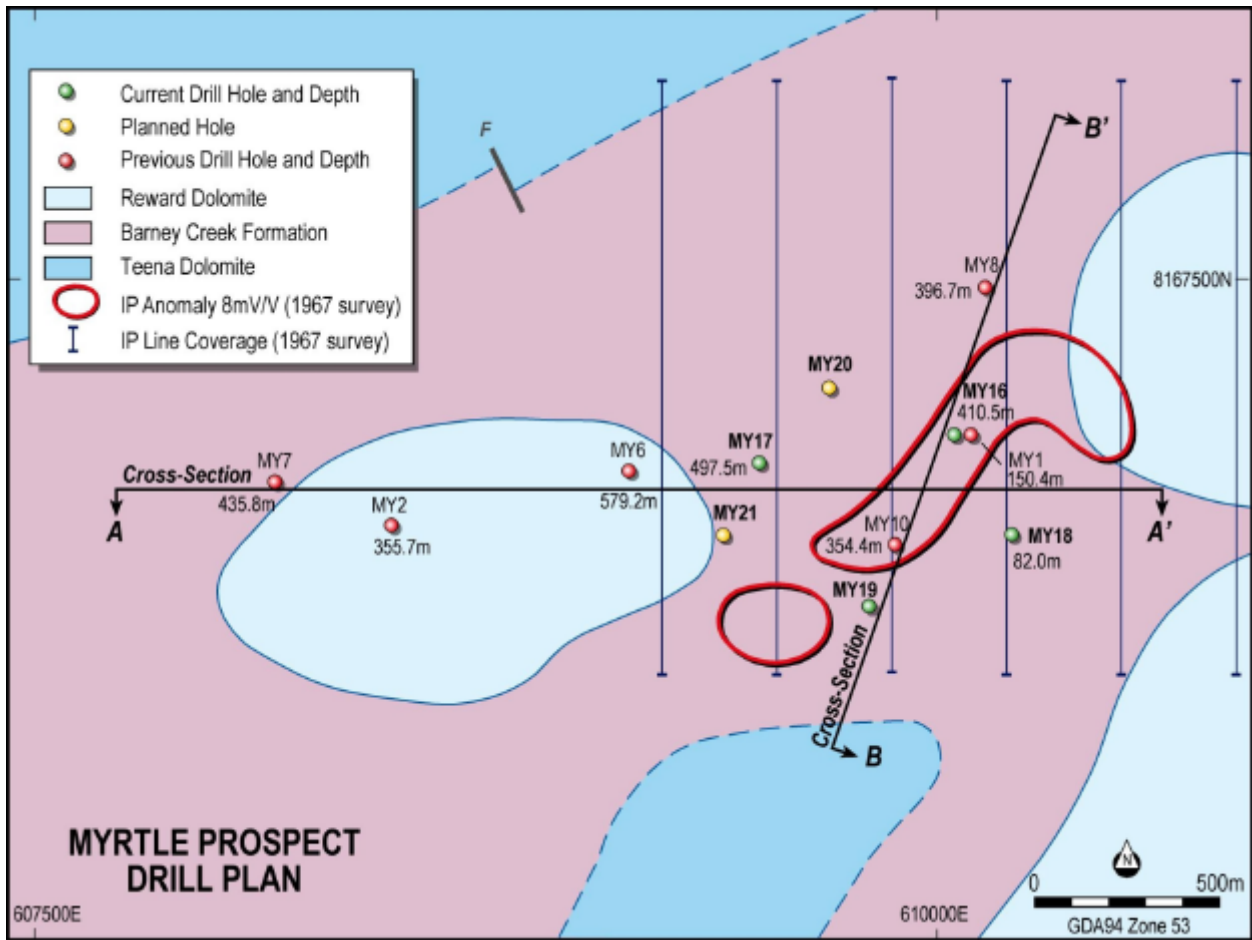 Current Drill Hole and Depth
Planned Hole
Previous Drill Hole and Depth
Reward Dolomite
Barney Creek Formation
Teena Dolomite
IP Anomaly 8mV/V (1967 survey)
IP Line Coverage (1967 survey)
F
B'
8167500N
MY8
396.7m
MY20
MY16
410.5m
MY17
497.5m
MY1
150.4m
Cross-Section
MY7
435.8m
MY6
579.2m
MY2
355.7m
A
A'
MY21
MY10
354.4m
MY18
82.0m
MY19
Cross-Section
B
MYRTLE PROSPECT
DRILL PLAN
N
0
500m
GDA94 Zone 53
607500E
610000E